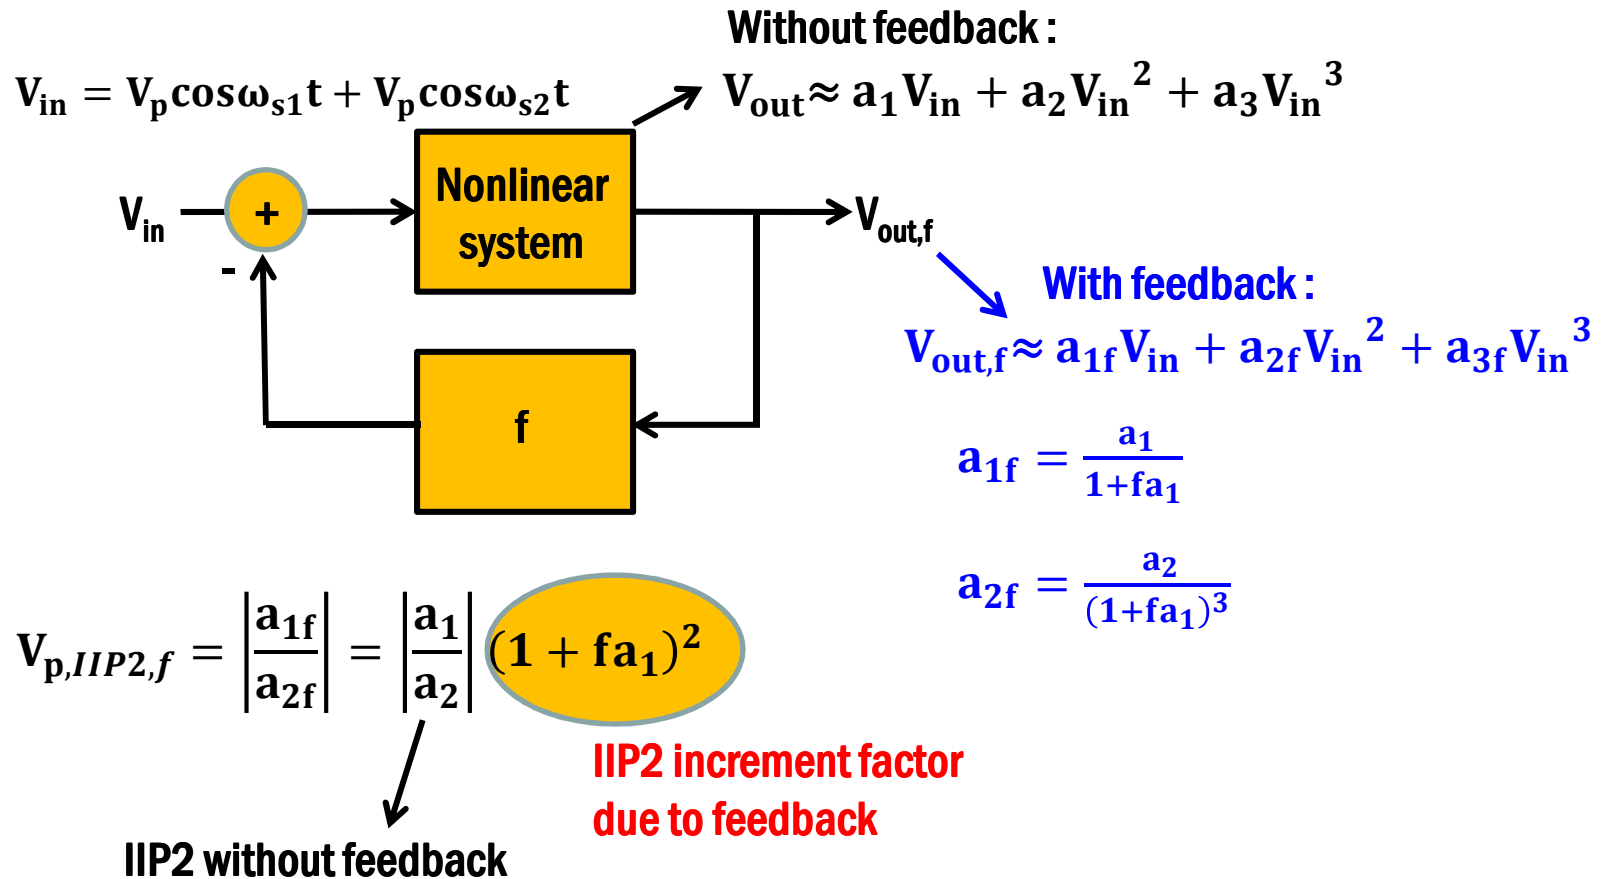 Without feedback :
V_in = V_p cosω_s1 t + V_p cosω_s2 t
V_out ≈ a_1 V_in + a_2 V_in^2 + a_3 V_in^3
Nonlinear
system
V_in
+
-
V_out,f
With feedback :
V_out,f ≈ a_1f V_in + a_2f V_in^2 + a_3f V_in^3
f
a_1f = a_1 / (1+fa_1)
a_2f = a_2 / (1+fa_1)^3
V_p,IIP2,f = |a_1f / a_2f| = |a_1 / a_2| (1 + fa_1)^2
IIP2 increment factor
due to feedback
IIP2 without feedback